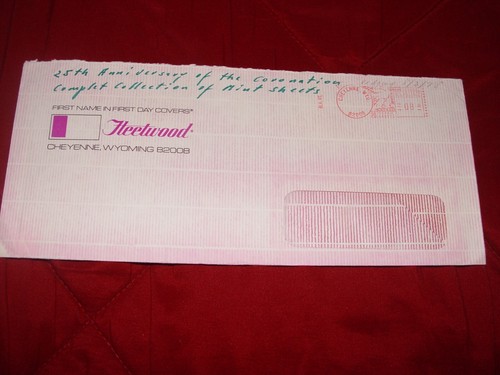 25th Anniversary of the Coronation
Complet Collection of Mint Sheets
FIRST NAME IN FIRST DAY COVERS®
Fleetwood®
CHEYENNE, WYOMING 82008